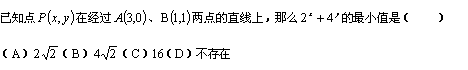 已知点P(x,y)在经过A(3,0)、B(1,1)两点的直线上，那么2ˣ+4ʸ的最小值是(　　)
(A) 2√2 (B) 4√2 (C)16 (D)不存在